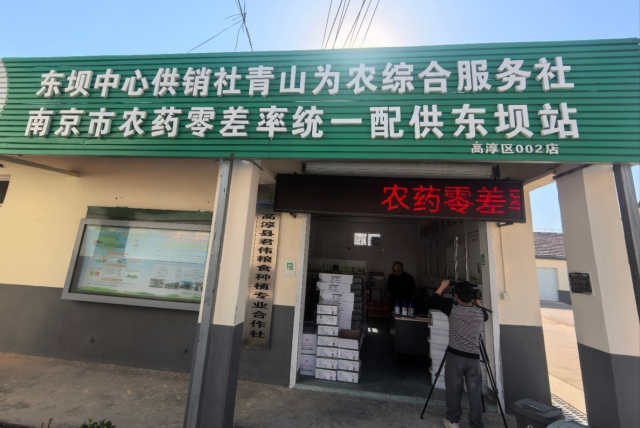 东坝中心供销社青山为农综合服务社
南京市农药零差率统一配供东坝站
高淳区002店
农药零差率
高淳县君伟粮食种植专业合作社